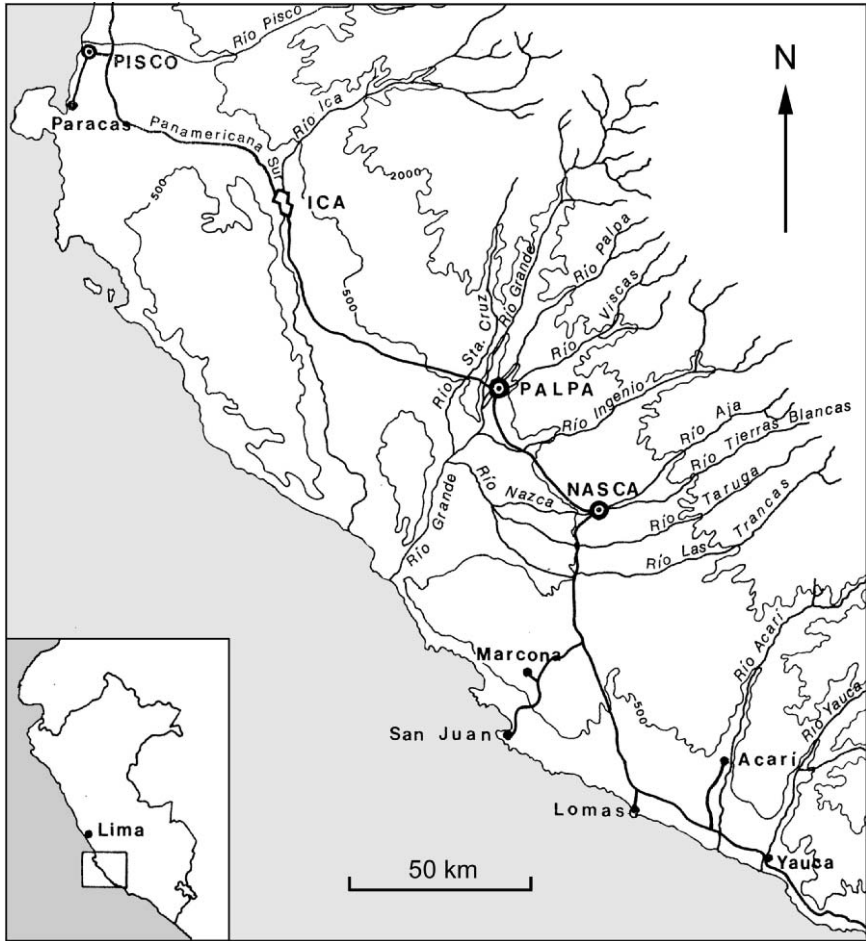 Río Pisco
PISCO
N
Paracas
Panamericana Sur
Río Ica
500
2000
ICA
500
Río Sta. Cruz
Río Grande
Río Palpa
Río Viscas
PALPA
Río Ingenio
Río Aja
Río Tierras Blancas
NASCA
Río Nazca
Río Taruga
Río Grande
Río Las Trancas
Marcona
Río Acarí
500
Río Yauca
San Juan
Acarí
Lomas
Lima
Yauca
50 km